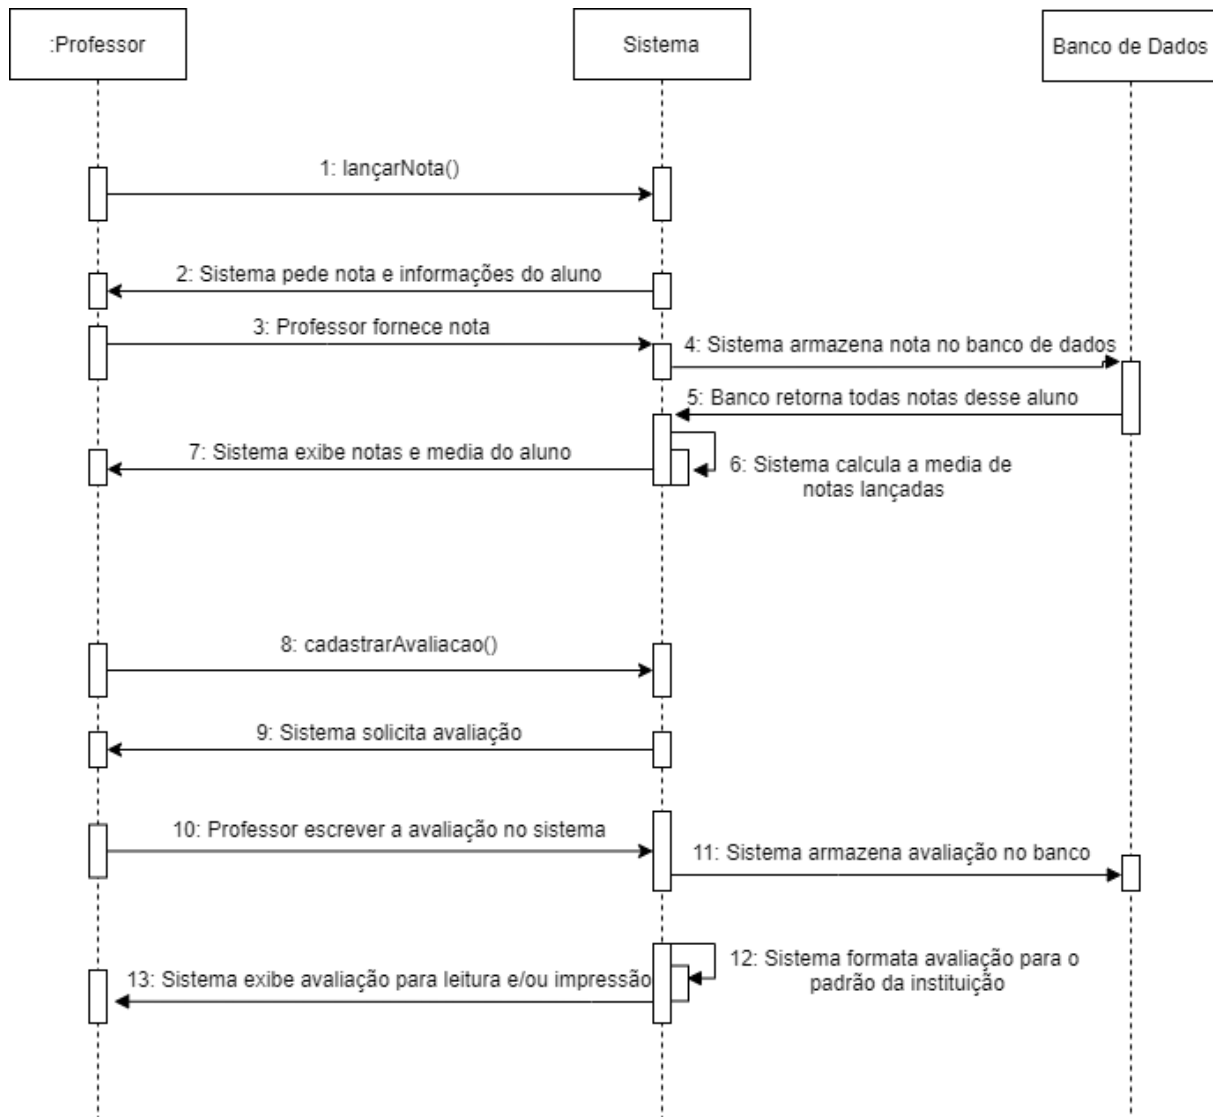 :Professor
Sistema
Banco de Dados
1: lançarNota()
2: Sistema pede nota e informações do aluno
3: Professor fornece nota
4: Sistema armazena nota no banco de dados
5: Banco retorna todas notas desse aluno
7: Sistema exibe notas e media do aluno
6: Sistema calcula a media de
notas lançadas
8: cadastrarAvaliacao()
9: Sistema solicita avaliação
10: Professor escrever a avaliação no sistema
11: Sistema armazena avaliação no banco
12: Sistema formata avaliação para o
padrão da instituição
13: Sistema exibe avaliação para leitura e/ou impressão